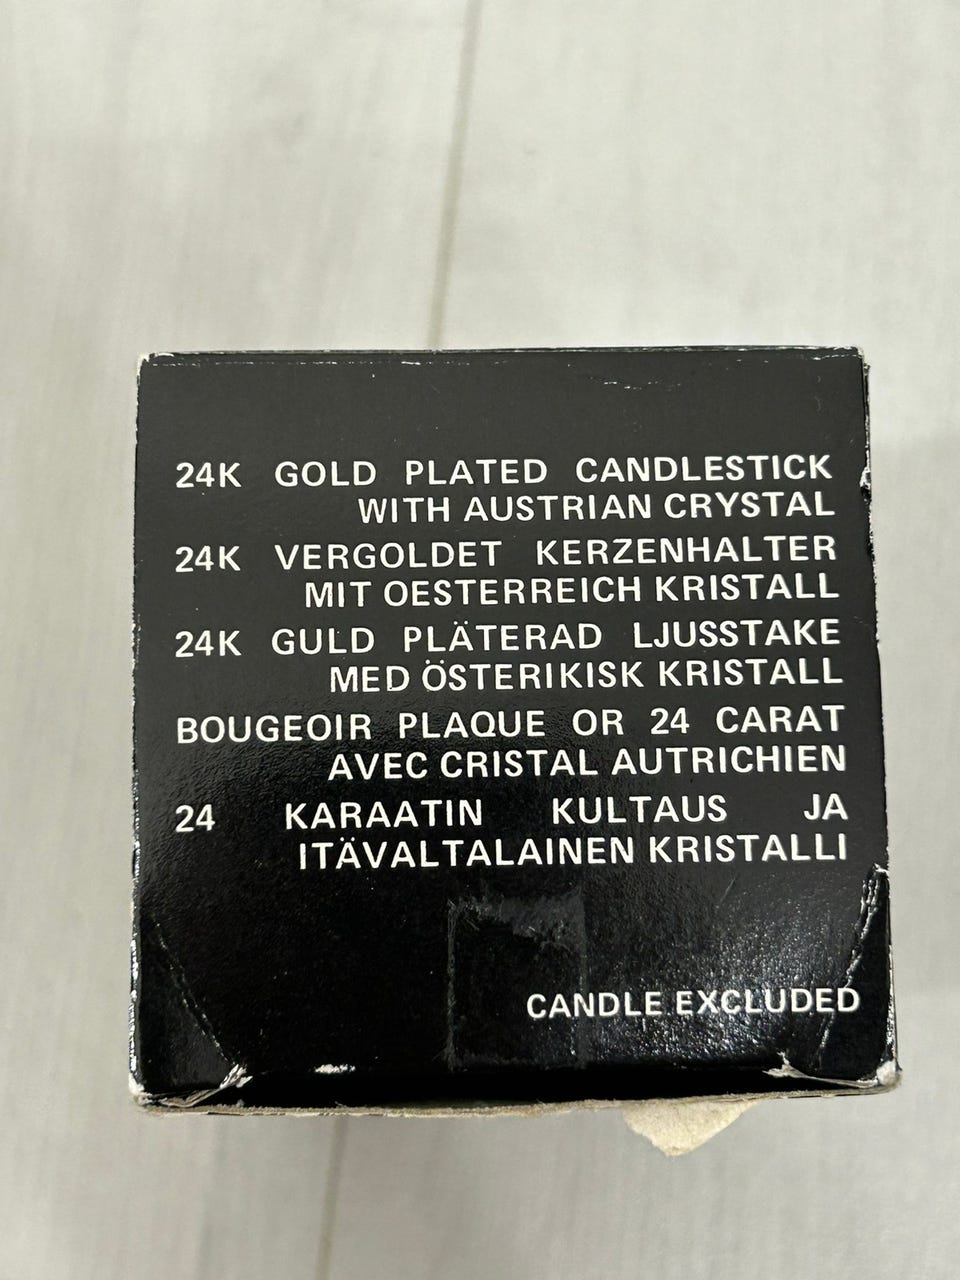 24K GOLD PLATED CANDLESTICK
WITH AUSTRIAN CRYSTAL
24K VERGOLDET KERZENHALTER
MIT OESTERREICH KRISTALL
24K GULD PLÄTERAD LJUSSTAKE
MED ÖSTERIKISK KRISTALL
BOUGEOIR PLAQUE OR 24 CARAT
AVEC CRISTAL AUTRICHIEN
24 KARAATIN KULTAUS JA
ITÄVALTALAINEN KRISTALLI
CANDLE EXCLUDED